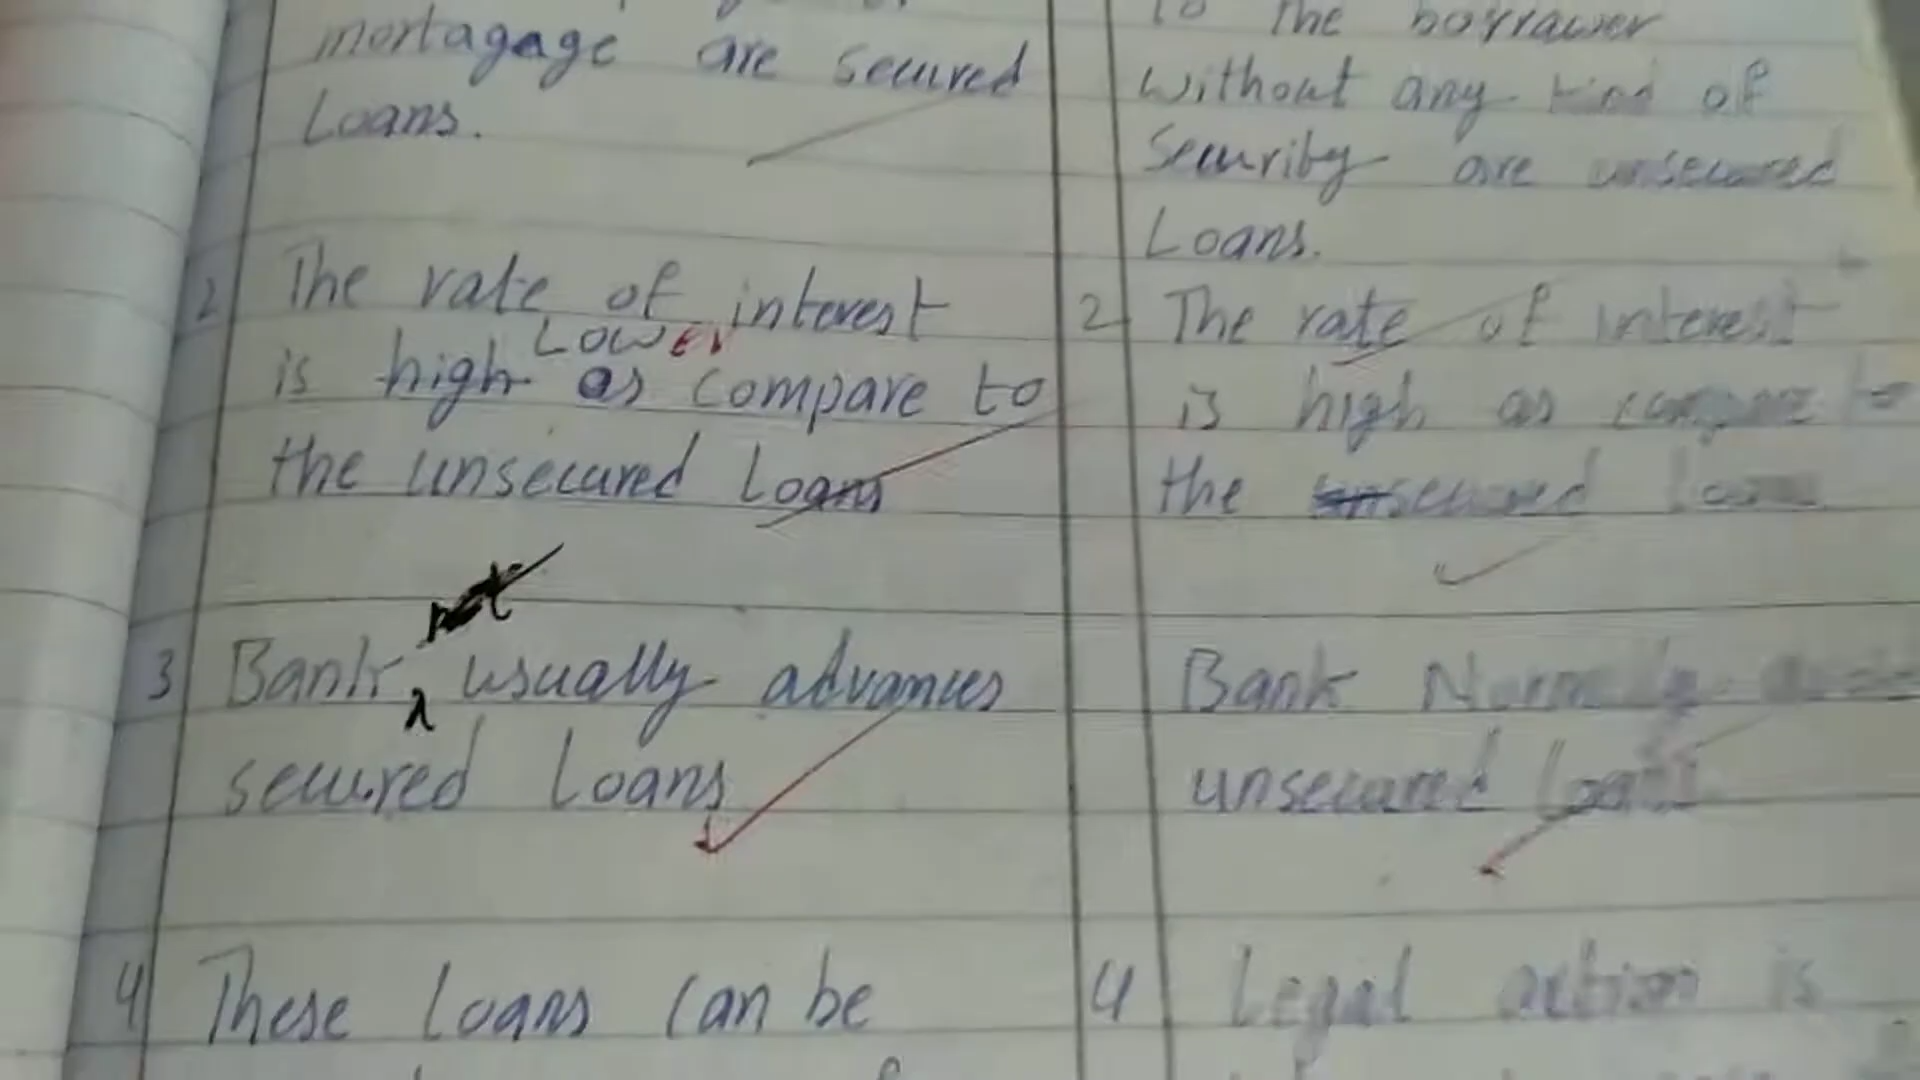 mortagage are secured
Loans.
2 The rate of interest
Lower
is high as compare to
the unsecured Loans
not
3 Bank usually advances
secured Loans
4 These Loans can be
to the borrawer
without any kind of
Security are unsecured
Loans.
2 The rate of interest
is high as compare to
the unsecured Loan
Bank Normally
unsecured Loans
4 Legal action is